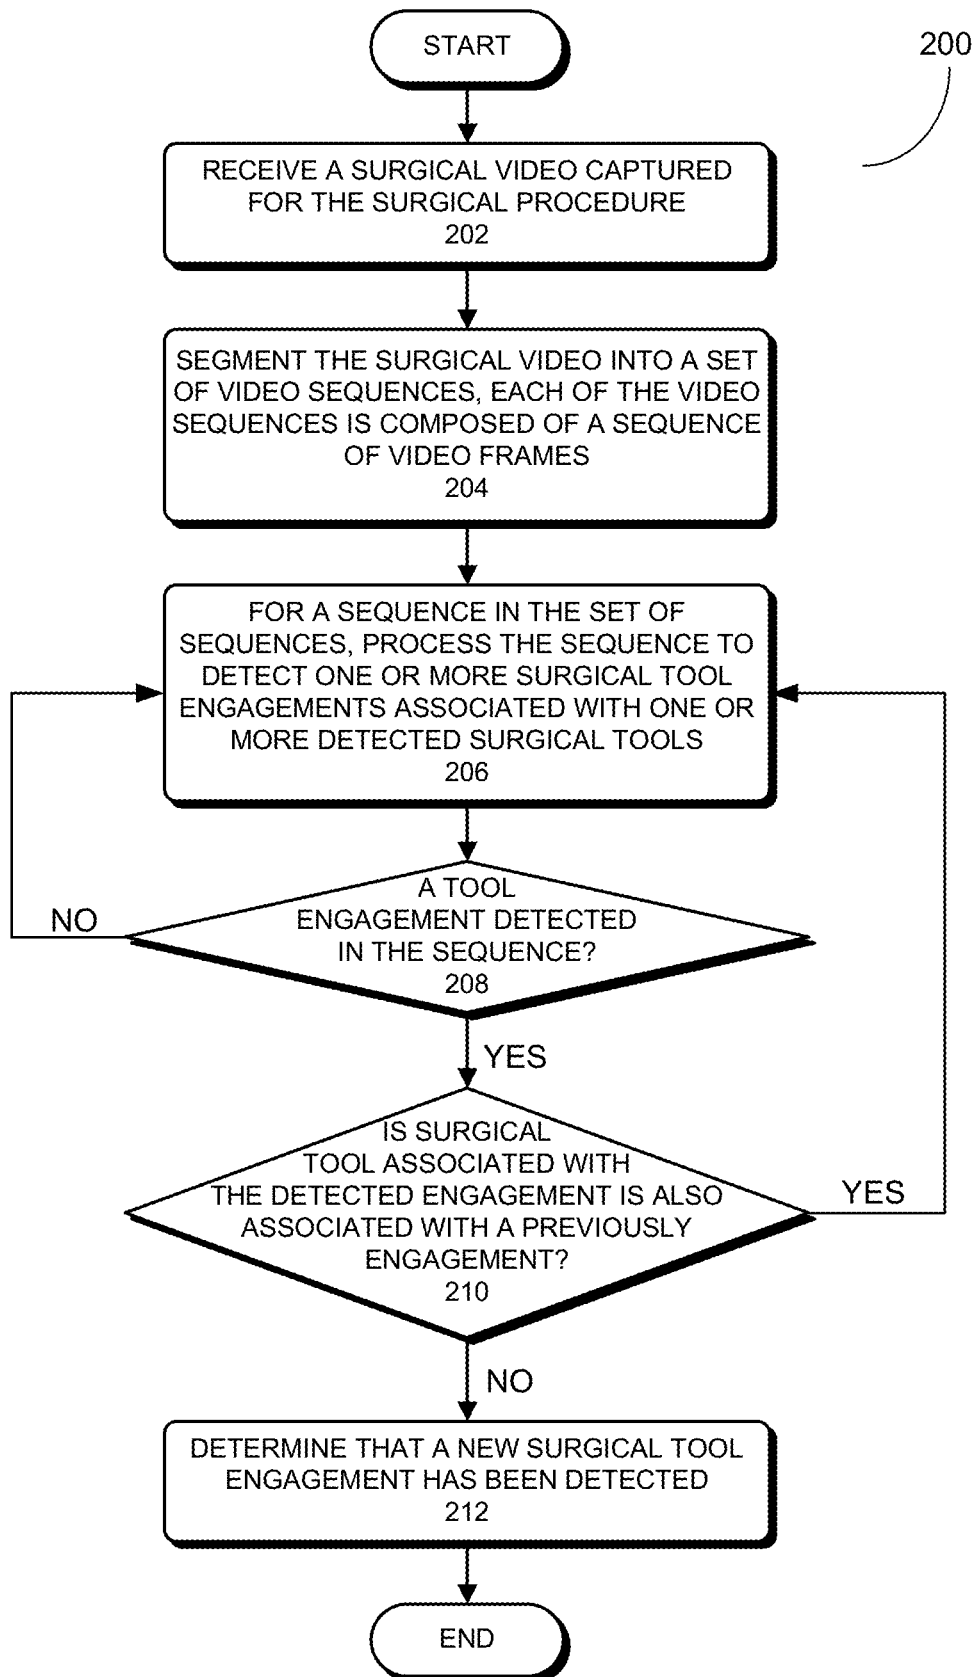 START
200
RECEIVE A SURGICAL VIDEO CAPTURED
FOR THE SURGICAL PROCEDURE
202
SEGMENT THE SURGICAL VIDEO INTO A SET
OF VIDEO SEQUENCES, EACH OF THE VIDEO
SEQUENCES IS COMPOSED OF A SEQUENCE
OF VIDEO FRAMES
204
FOR A SEQUENCE IN THE SET OF
SEQUENCES, PROCESS THE SEQUENCE TO
DETECT ONE OR MORE SURGICAL TOOL
ENGAGEMENTS ASSOCIATED WITH ONE OR
MORE DETECTED SURGICAL TOOLS
206
A TOOL
ENGAGEMENT DETECTED
IN THE SEQUENCE?
208
NO
YES
IS SURGICAL
TOOL ASSOCIATED WITH
THE DETECTED ENGAGEMENT IS ALSO
ASSOCIATED WITH A PREVIOUSLY
ENGAGEMENT?
210
YES
NO
DETERMINE THAT A NEW SURGICAL TOOL
ENGAGEMENT HAS BEEN DETECTED
212
END